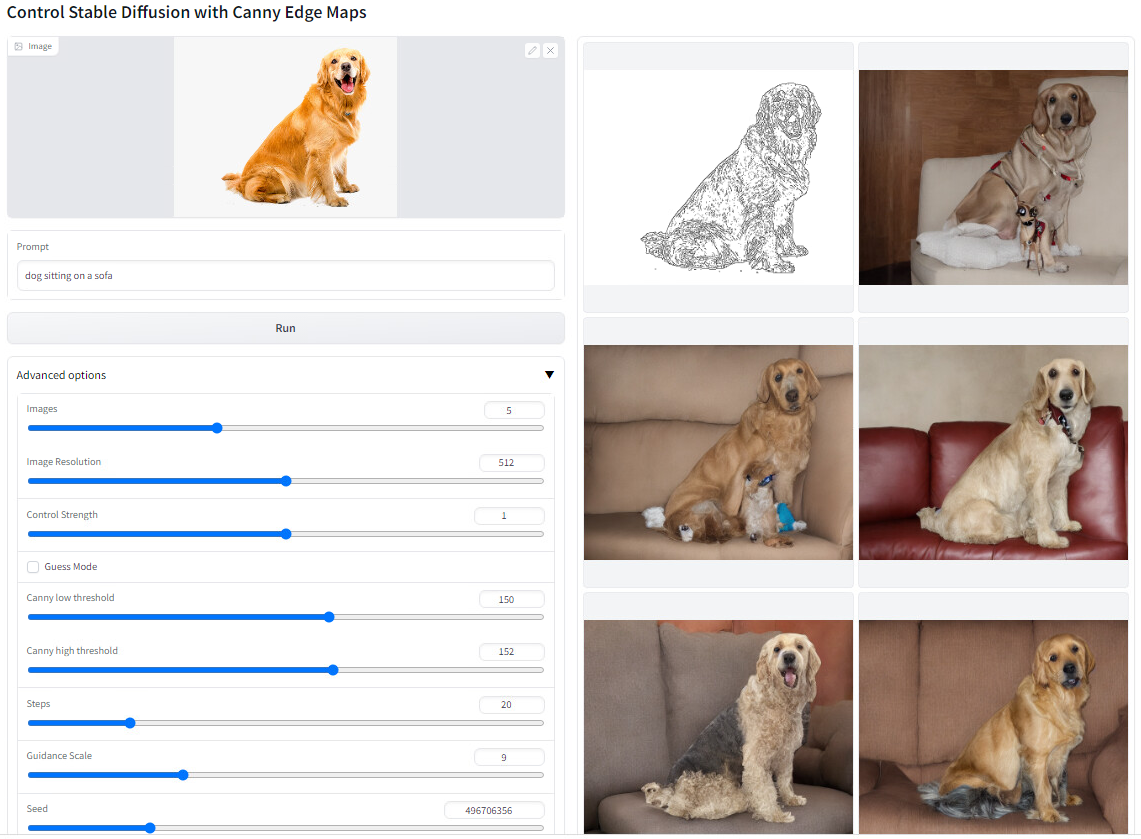 Control Stable Diffusion with Canny Edge Maps
Image
Prompt
dog sitting on a sofa
Run
Advanced options
Images
5
Image Resolution
512
Control Strength
1
Guess Mode
Canny low threshold
150
Canny high threshold
152
Steps
20
Guidance Scale
9
Seed
496706356